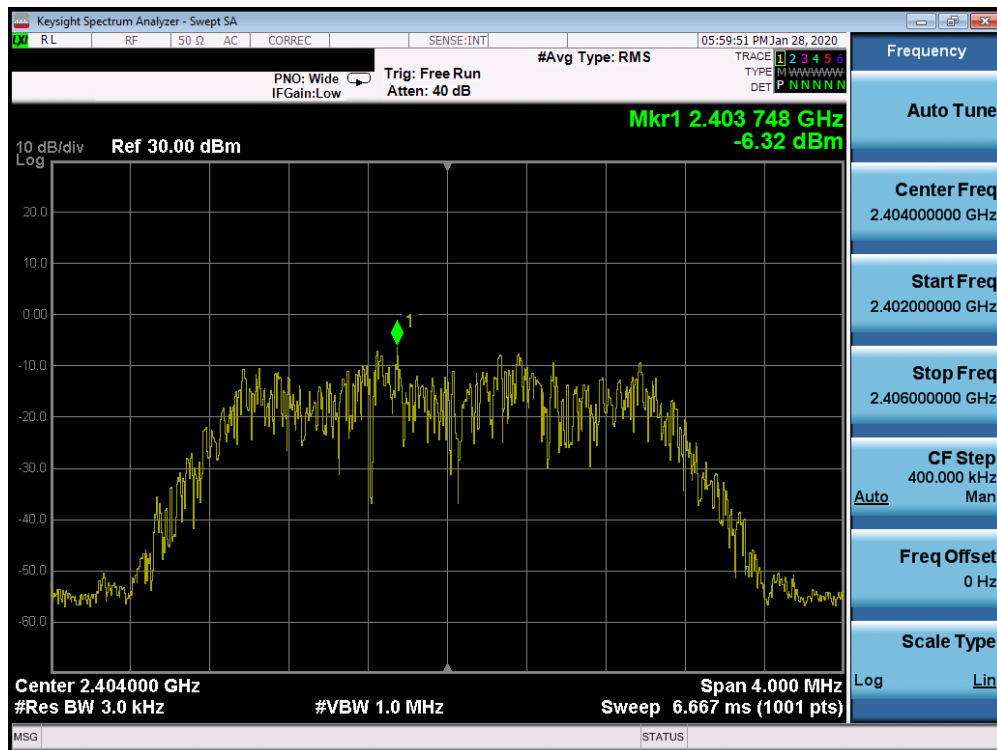 Keysight Spectrum Analyzer - Swept SA
LXI RL RF 50 Ω AC CORREC SENSE:INT 05:59:51 PM Jan 28, 2020
Frequency
PNO: Wide
IFGain:Low
Trig: Free Run
Atten: 40 dB
#Avg Type: RMS
TRACE 1 2 3 4 5 6
TYPE M W W W W W
DET P N N N N N
Auto Tune
Mkr1 2.403 748 GHz
-6.32 dBm
10 dB/div
Log
Ref 30.00 dBm
20.0
10.0
0.00
-10.0
-20.0
-30.0
-40.0
-50.0
-60.0
1
Center Freq
2.404000000 GHz
Start Freq
2.402000000 GHz
Stop Freq
2.406000000 GHz
CF Step
400.000 kHz
Auto Man
Freq Offset
0 Hz
Scale Type
Log Lin
Center 2.404000 GHz Span 4.000 MHz
#Res BW 3.0 kHz #VBW 1.0 MHz Sweep 6.667 ms (1001 pts)
MSG STATUS